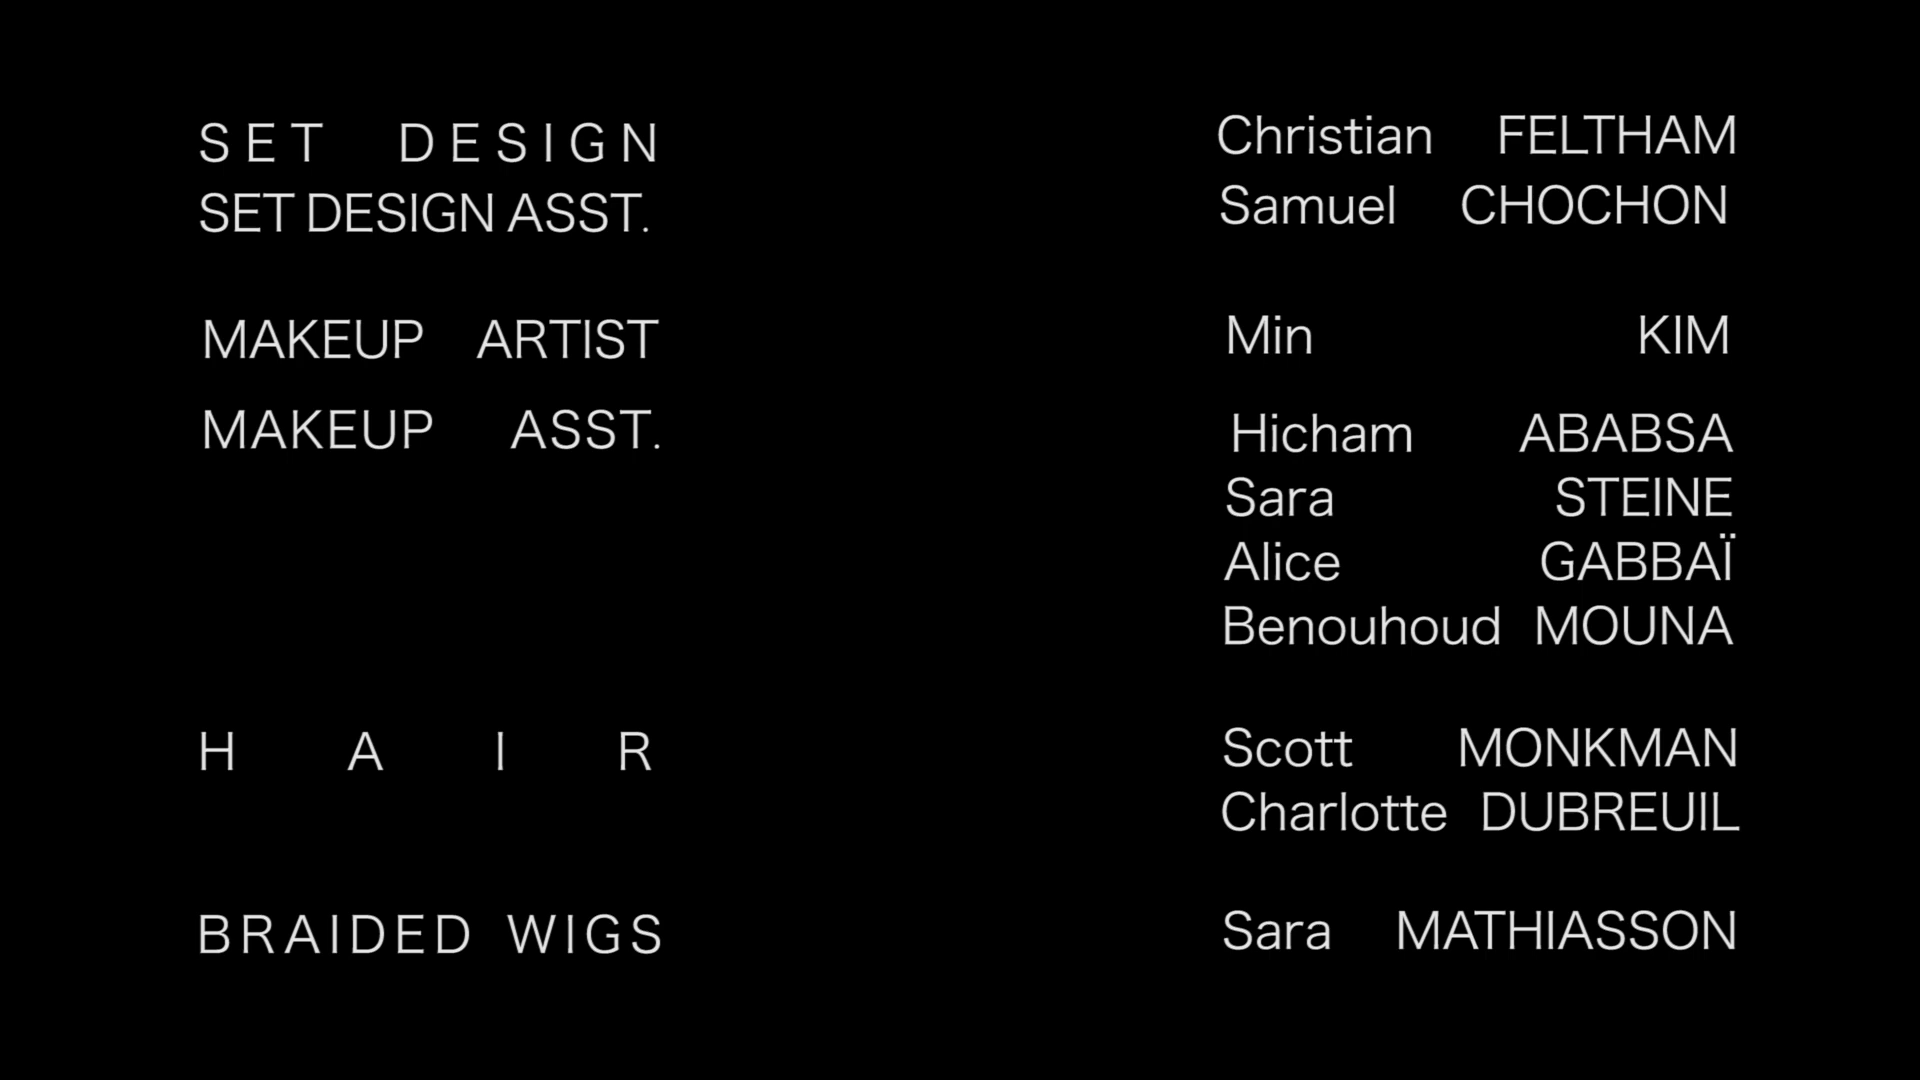 SET DESIGN Christian FELTHAM
SET DESIGN ASST. Samuel CHOCHON
MAKEUP ARTIST Min KIM
MAKEUP ASST. Hicham ABABSA
Sara STEINE
Alice GABBAÏ
Benouhoud MOUNA
HAIR Scott MONKMAN
Charlotte DUBREUIL
BRAIDED WIGS Sara MATHIASSON